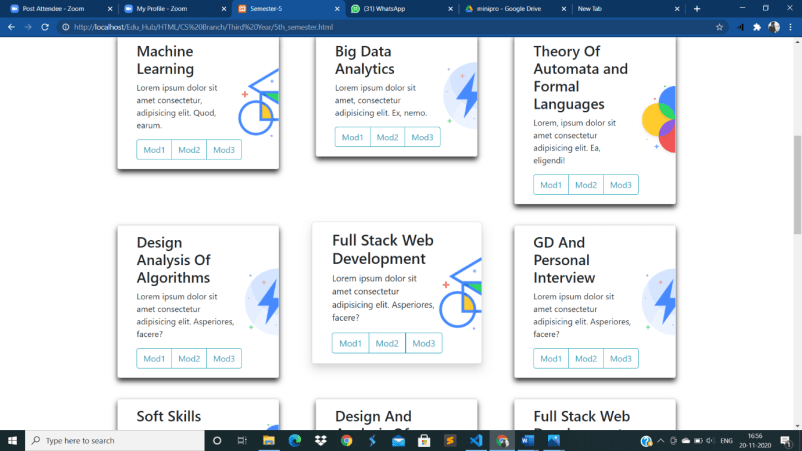 Post Attendee - Zoom
My Profile - Zoom
Semester-5
(31) WhatsApp
minipro - Google Drive
New Tab
http://localhost/Edu_Hub/HTML/CS%20Branch/Third%20Year/5th_semester.html
Machine
Learning
Lorem ipsum dolor sit
amet consectetur,
adipisicing elit. Quod,
earum.
Mod1 Mod2 Mod3
Big Data
Analytics
Lorem ipsum dolor sit
amet, consectetur
adipisicing elit. Ex, nemo.
Mod1 Mod2 Mod3
Theory Of
Automata and
Formal
Languages
Lorem, ipsum dolor sit
amet consectetur
adipisicing elit. Ea,
eligendi!
Mod1 Mod2 Mod3
Design
Analysis Of
Algorithms
Lorem ipsum dolor sit
amet consectetur
adipisicing elit. Asperiores,
facere?
Mod1 Mod2 Mod3
Full Stack Web
Development
Lorem ipsum dolor sit
amet consectetur
adipisicing elit. Asperiores,
facere?
Mod1 Mod2 Mod3
GD And
Personal
Interview
Lorem ipsum dolor sit
amet consectetur
adipisicing elit. Asperiores,
facere?
Mod1 Mod2 Mod3
Soft Skills
Design And
Analysis Of
Full Stack Web
Type here to search
ENG
16:56
20-11-2020